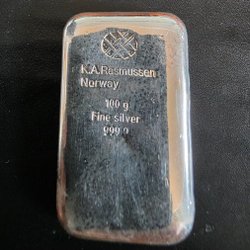 K.A.Rasmussen
Norway
100 g
Fine silver
999.9